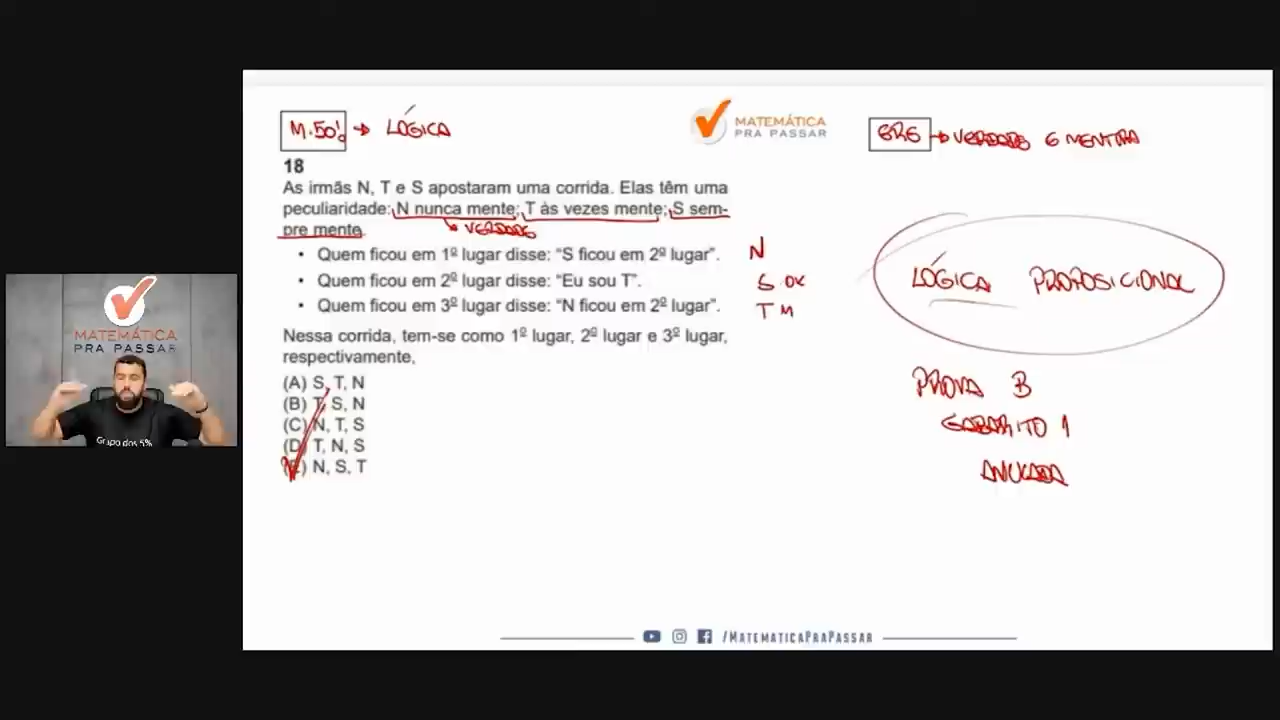 M.50% → LÓGICA
MATEMÁTICA
PRA PASSAR
→ VERDADE E MENTIRA
18
As irmãs N, T e S apostaram uma corrida. Elas têm uma
peculiaridade: N nunca mente; T às vezes mente; S sem-
pre mente.
VERDADE
• Quem ficou em 1º lugar disse: “S ficou em 2º lugar”.
• Quem ficou em 2º lugar disse: “Eu sou T”.
• Quem ficou em 3º lugar disse: “N ficou em 2º lugar”.
N
S OK
T M
LÓGICA PROPOSICIONAL
Nessa corrida, tem-se como 1º lugar, 2º lugar e 3º lugar,
respectivamente,
(A) S, T, N
(B) T, S, N
(C) N, T, S
(D) T, N, S
(E) N, S, T
PROVA B
GABARITO 1
ANULADA
MATEMÁTICA
PRA PASSAR
Grupo dos 5%
/MATEMATICAPRAPASSAR